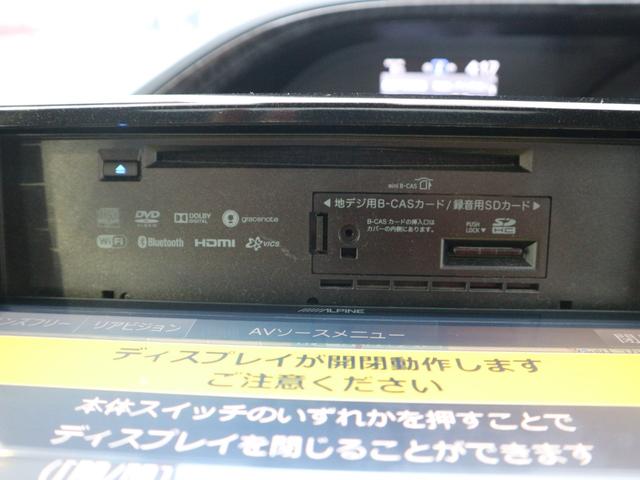 4:17
mini B-CAS
◀ 地デジ用B-CASカード/録音用SDカード ▶
B-CAS カードの挿入口は
カバーの内側にあります。
PUSH
LOCK ▼
SD
HC
DVD
DOLBY
DIGITAL
gracenote
Wi Fi
Bluetooth
HDMI
VICS
ALPINE
リアビジョン
AVソースメニュー
ディスプレイが開閉動作します
ご注意ください
本体スイッチのいずれかを押すことで
ディスプレイを閉じることができます